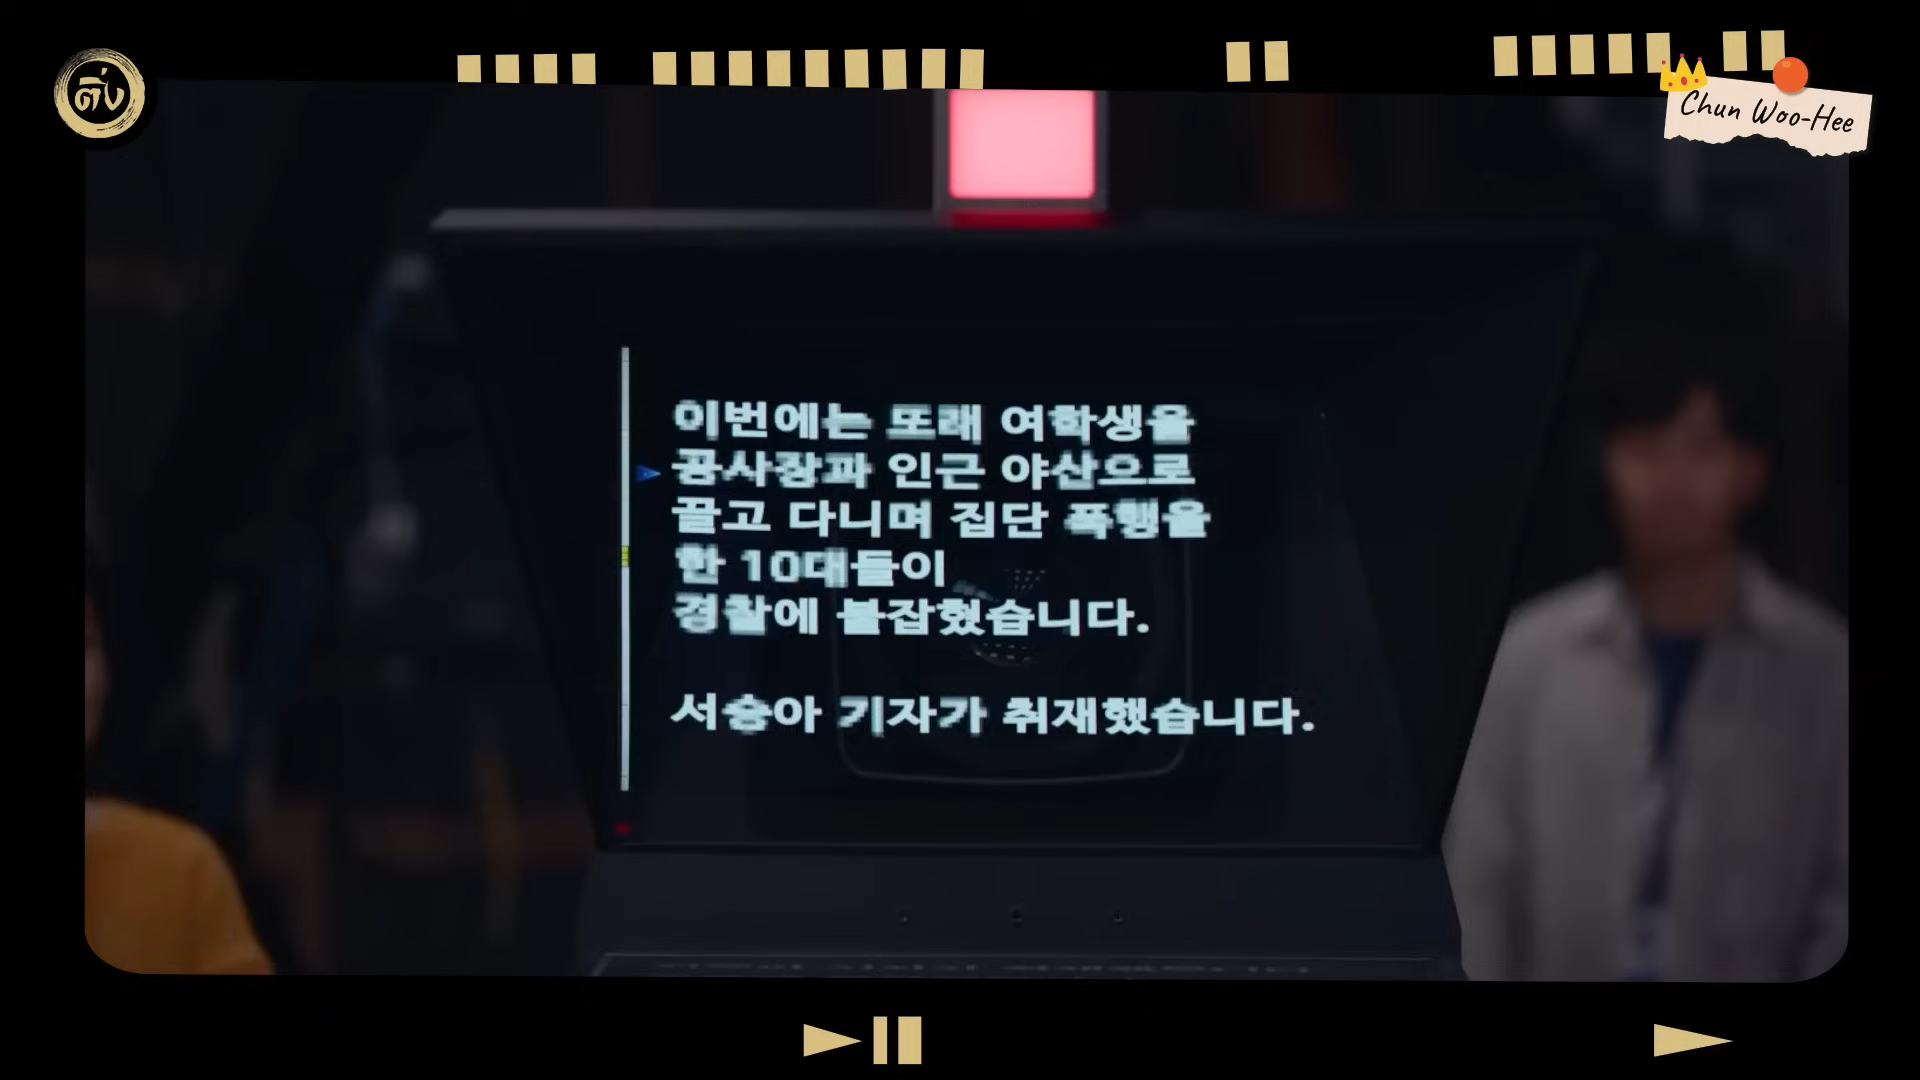 ติ่ง
Chun Woo-Hee
이번에는 또래 여학생을
공사장과 인근 야산으로
끌고 다니며 집단 폭행을
한 10대들이
경찰에 붙잡혔습니다.
서승아 기자가 취재했습니다.